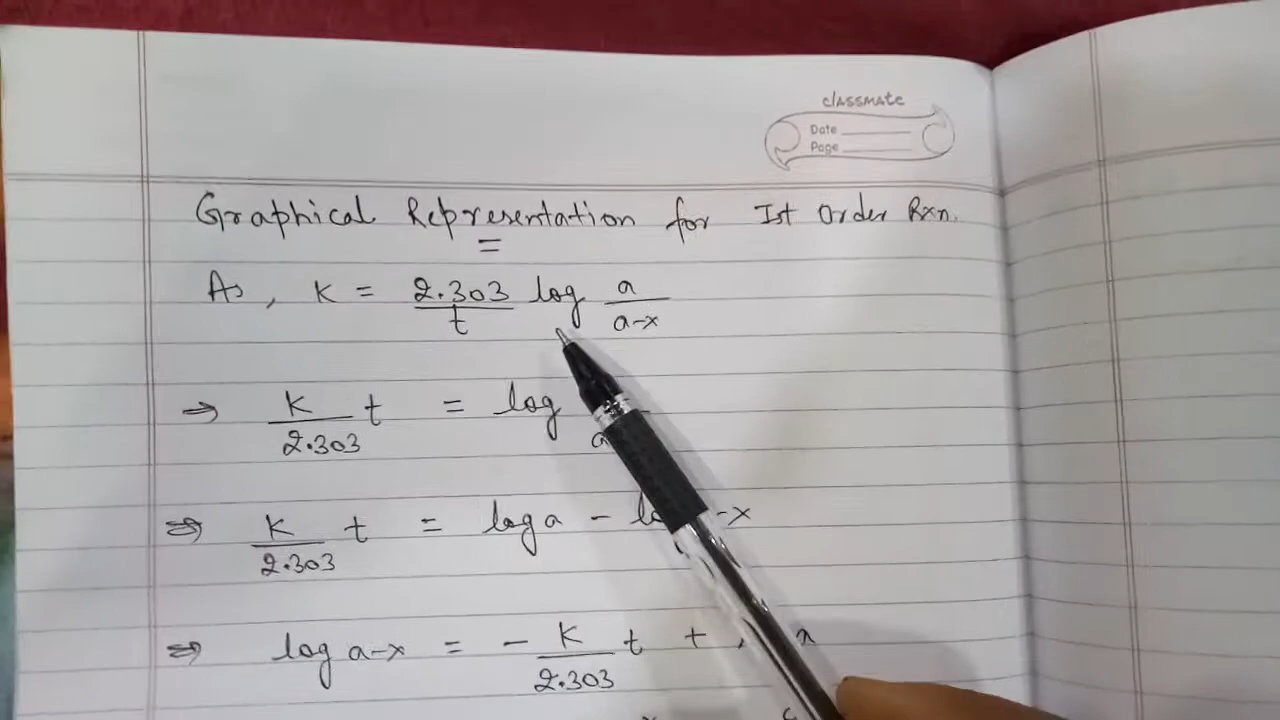 classmate
Date
Page
Graphical Representation for Ist Order Rxn.
As, K = 2.303/t log a/a-x
⇒ K/2.303 t = log
⇒ K/2.303 t = log a - -x
⇒ log a-x = - K/2.303 t +